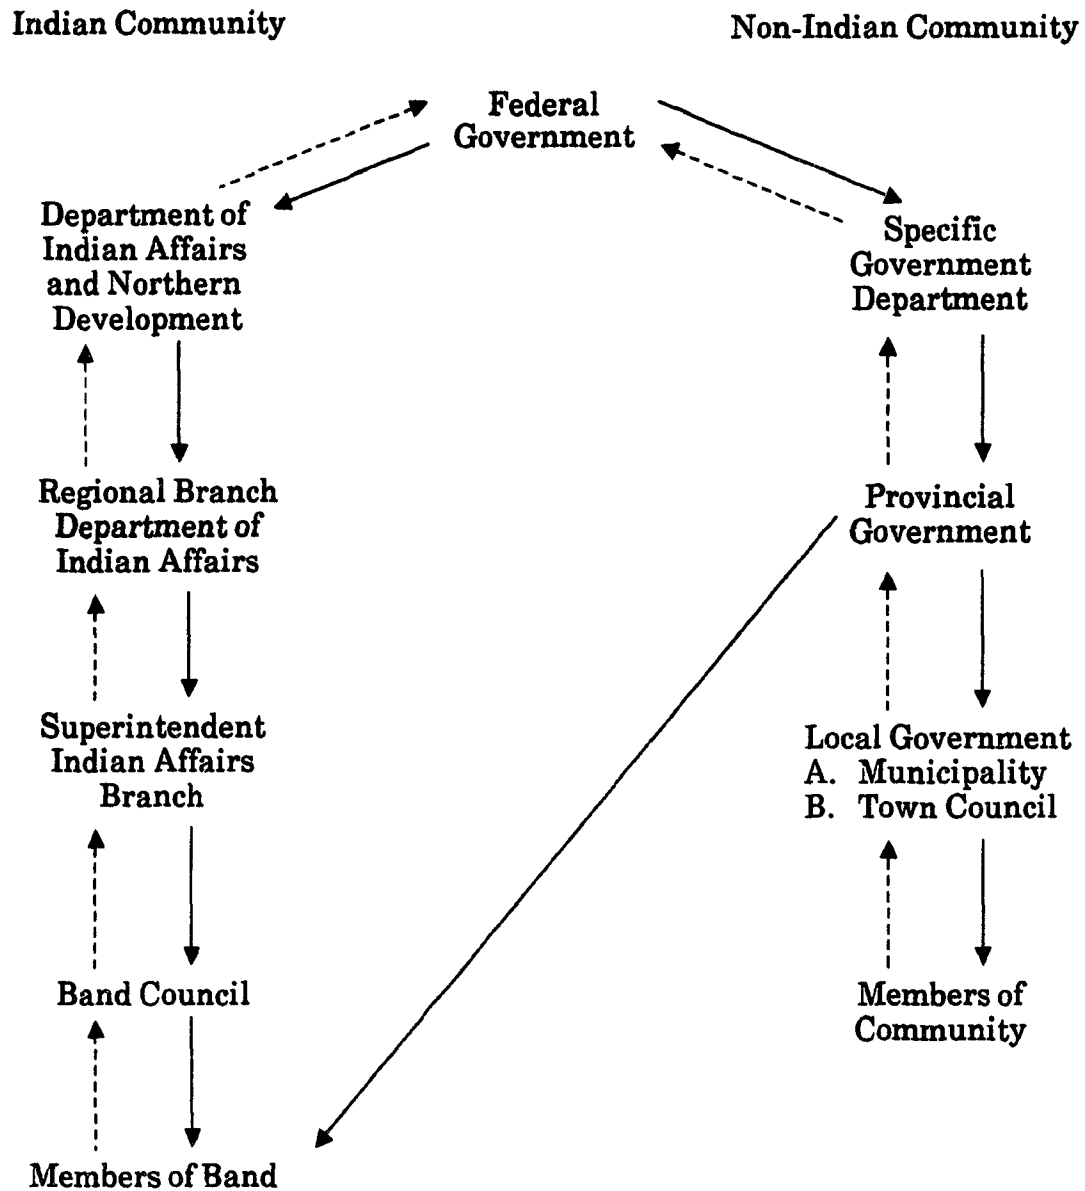 Indian Community
Non-Indian Community
Federal
Government
Department of
Indian Affairs
and Northern
Development
Specific
Government
Department
Regional Branch
Department of
Indian Affairs
Provincial
Government
Superintendent
Indian Affairs
Branch
Local Government
A. Municipality
B. Town Council
Band Council
Members of
Community
Members of Band